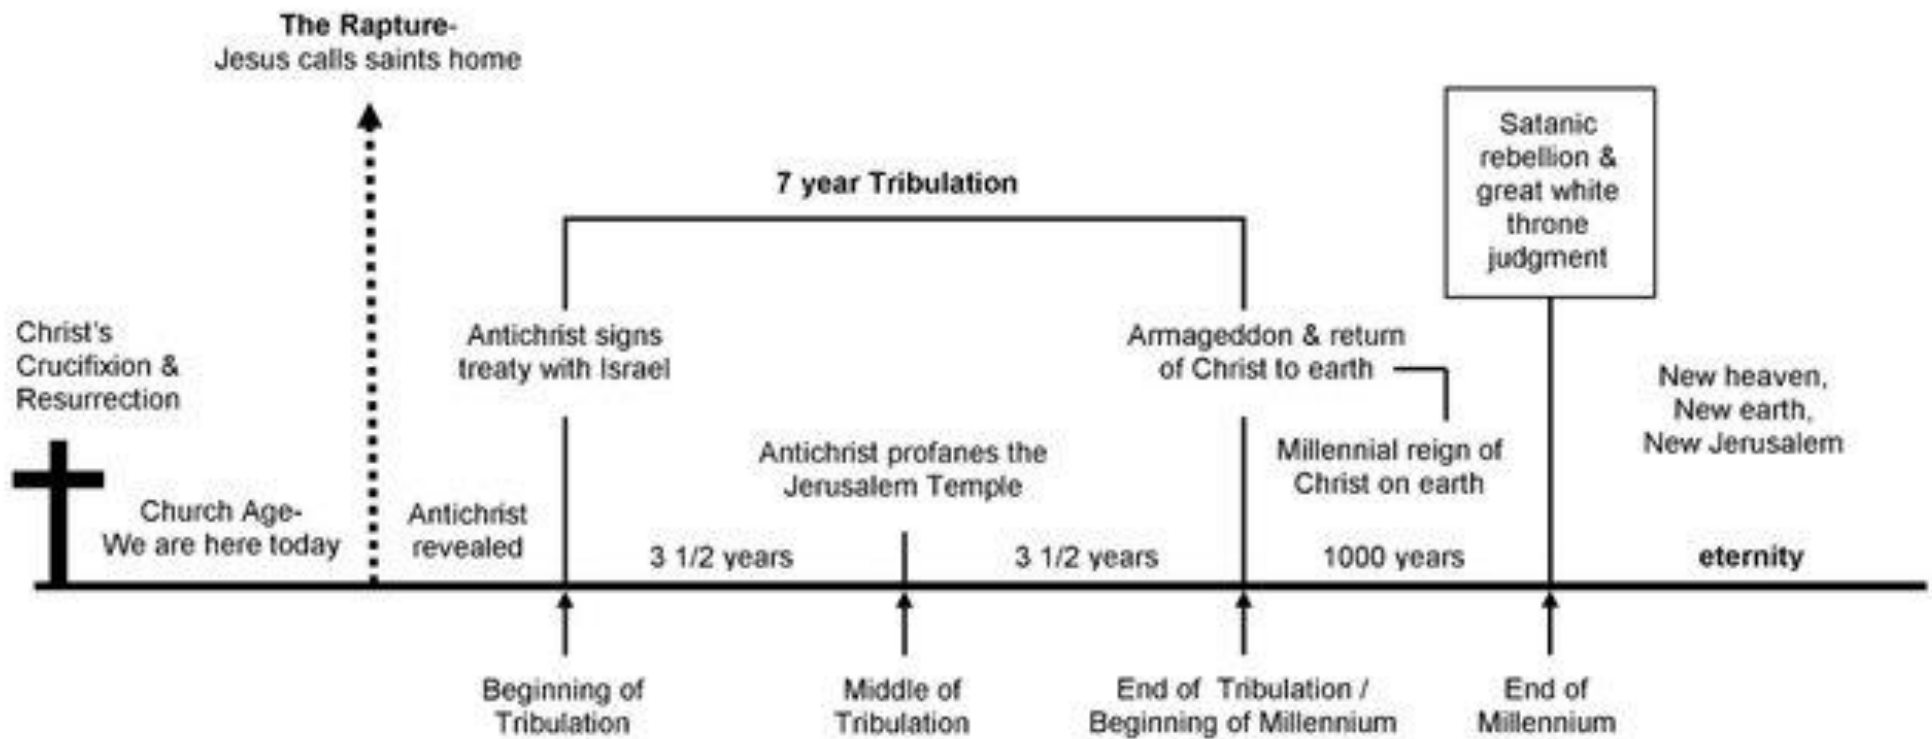 The Rapture-
Jesus calls saints home
7 year Tribulation
Satanic
rebellion &
great white
throne
judgment
Christ's
Crucifixion &
Resurrection
Antichrist signs
treaty with Israel
Armageddon & return
of Christ to earth
New heaven,
New earth,
New Jerusalem
Church Age-
We are here today
Antichrist
revealed
Antichrist profanes the
Jerusalem Temple
Millennial reign of
Christ on earth
3 1/2 years
3 1/2 years
1000 years
eternity
Beginning of
Tribulation
Middle of
Tribulation
End of Tribulation /
Beginning of Millennium
End of
Millennium